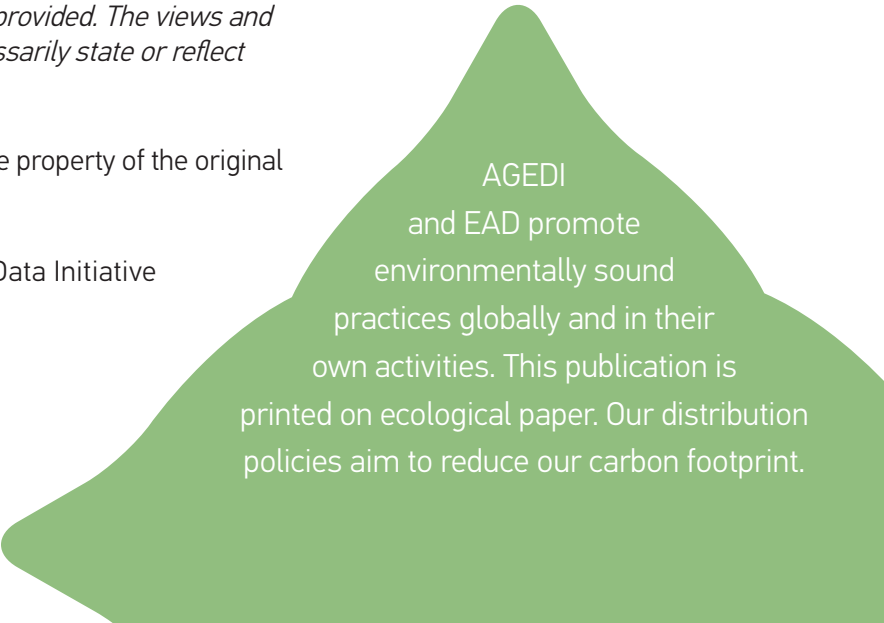 provided. The views and
ssarily state or reflect
e property of the original
Data Initiative
AGEDI
and EAD promote
environmentally sound
practices globally and in their
own activities. This publication is
printed on ecological paper. Our distribution
policies aim to reduce our carbon footprint.